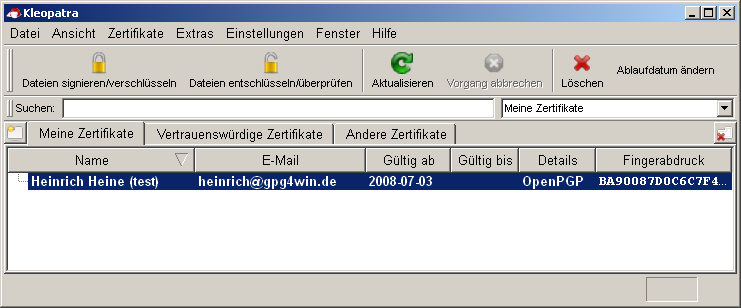 Kleopatra
Datei Ansicht Zertifikate Extras Einstellungen Fenster Hilfe
Dateien signieren/verschlüsseln Dateien entschlüsseln/überprüfen Aktualisieren Vorgang abbrechen Löschen Ablaufdatum ändern
Suchen: Meine Zertifikate
Meine Zertifikate Vertrauenswürdige Zertifikate Andere Zertifikate
Name E-Mail Gültig ab Gültig bis Details Fingerabdruck
Heinrich Heine (test) heinrich@gpg4win.de 2008-07-03 OpenPGP BA90087D0C6C7F4...